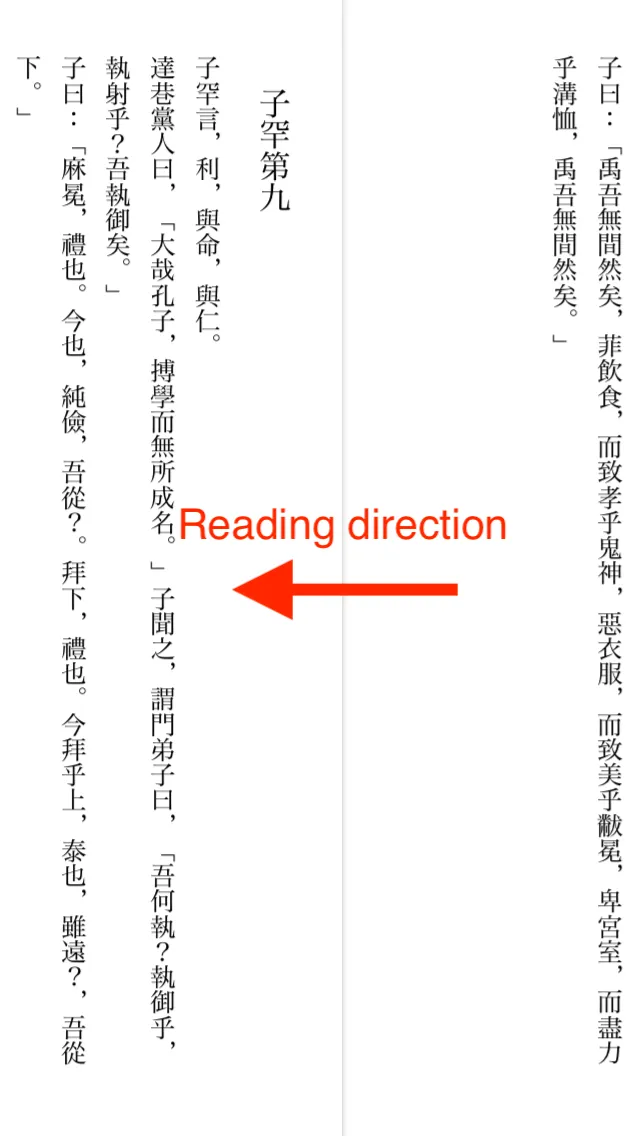 子曰：「禹吾無間然矣，菲飲食，而致孝乎鬼神，惡衣服，而致美乎黻冕，卑宮室，而盡力
乎溝恤，禹吾無間然矣。」
子罕第九
子罕言，利，與命，與仁。
達巷黨人曰，「大哉孔子，搏學而無所成名。」子聞之，謂門弟子曰，「吾何執？執御乎，
執射乎？吾執御矣。」
子曰：「麻冕，禮也。今也，純儉，吾從？。拜下，禮也。今拜乎上，泰也，雖遠？，吾從
下。」
Reading direction